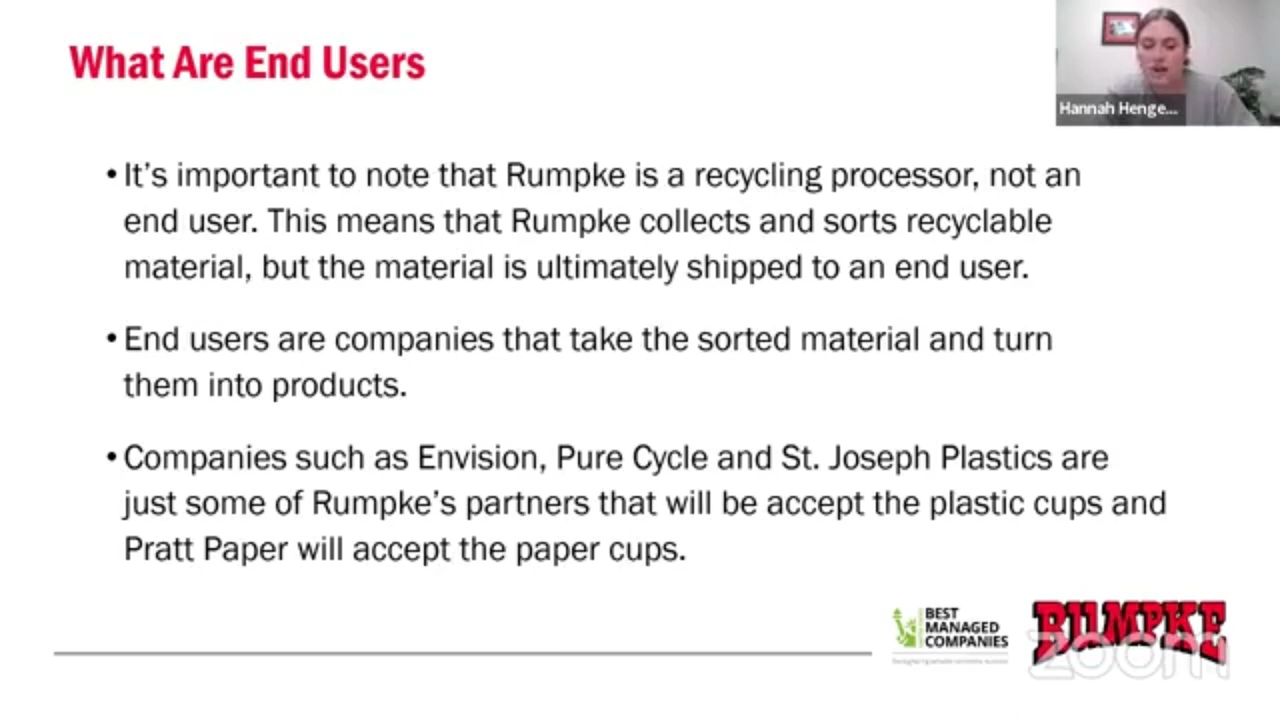 What Are End Users
Hannah Henge...
•It’s important to note that Rumpke is a recycling processor, not an
end user. This means that Rumpke collects and sorts recyclable
material, but the material is ultimately shipped to an end user.
•End users are companies that take the sorted material and turn
them into products.
•Companies such as Envision, Pure Cycle and St. Joseph Plastics are
just some of Rumpke’s partners that will be accept the plastic cups and
Pratt Paper will accept the paper cups.
BEST
MANAGED
COMPANIES
RUMPKE
zoom